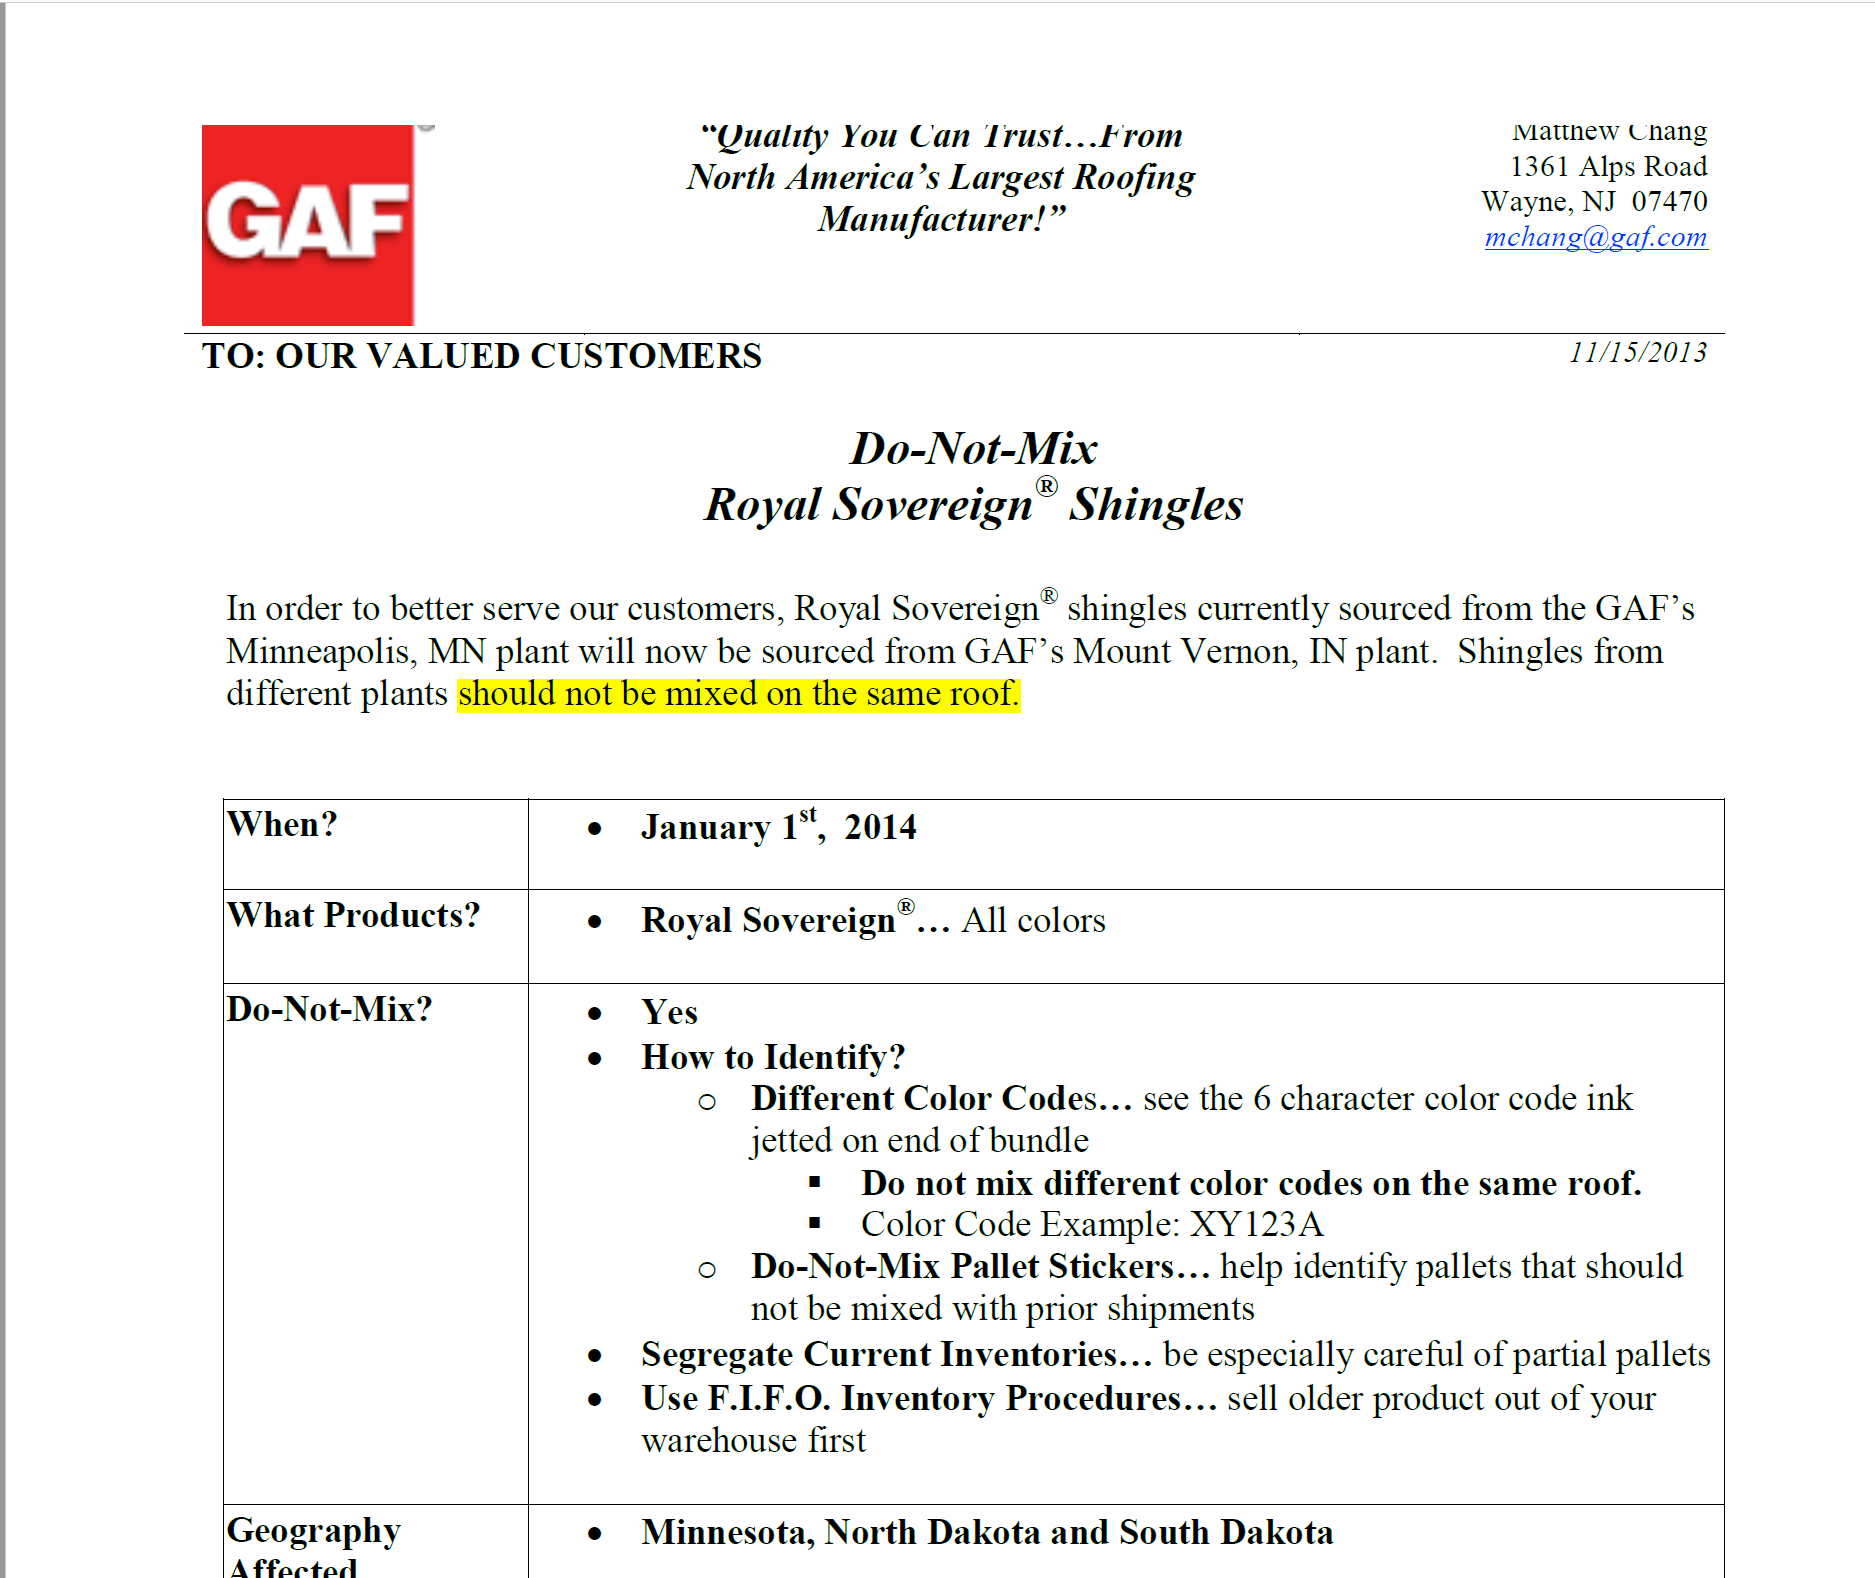 GAF
®
“Quality You Can Trust…From
North America’s Largest Roofing
Manufacturer!”
Matthew Chang
1361 Alps Road
Wayne, NJ  07470
mchang@gaf.com
TO: OUR VALUED CUSTOMERS
11/15/2013
Do-Not-Mix
Royal Sovereign® Shingles
In order to better serve our customers, Royal Sovereign® shingles currently sourced from the GAF’s
Minneapolis, MN plant will now be sourced from GAF’s Mount Vernon, IN plant.  Shingles from
different plants should not be mixed on the same roof.
When?
• January 1st,  2014
What Products?
• Royal Sovereign®… All colors
Do-Not-Mix?
• Yes
• How to Identify?
o Different Color Codes… see the 6 character color code ink
jetted on end of bundle
▪ Do not mix different color codes on the same roof.
▪ Color Code Example: XY123A
o Do-Not-Mix Pallet Stickers… help identify pallets that should
not be mixed with prior shipments
• Segregate Current Inventories… be especially careful of partial pallets
• Use F.I.F.O. Inventory Procedures… sell older product out of your
warehouse first
Geography
Affected
• Minnesota, North Dakota and South Dakota